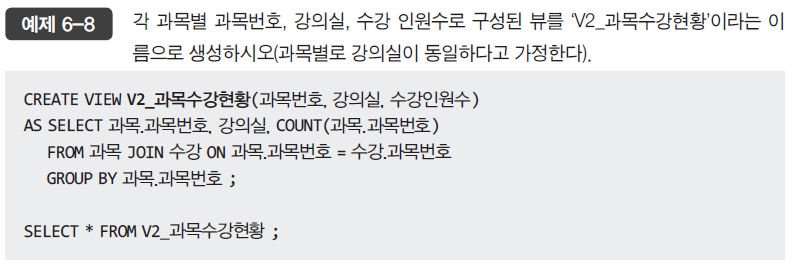 예제 6-8
각 과목별 과목번호, 강의실, 수강 인원수로 구성된 뷰를 ‘V2_과목수강현황’이라는 이
름으로 생성하시오(과목별로 강의실이 동일하다고 가정한다).
CREATE VIEW V2_과목수강현황(과목번호, 강의실, 수강인원수)
AS SELECT 과목.과목번호, 강의실, COUNT(과목.과목번호)
FROM 과목 JOIN 수강 ON 과목.과목번호 = 수강.과목번호
GROUP BY 과목.과목번호 ;
SELECT * FROM V2_과목수강현황 ;